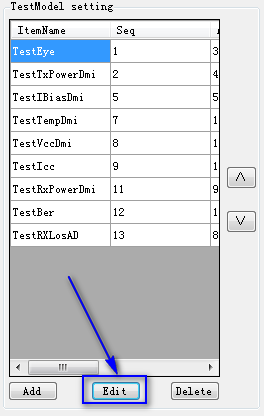 TestModel setting
ItemName Seq
TestEye 1 3
TestTxPowerDmi 2 4
TestIBiasDmi 5 5
TestTempDmi 7 1
TestVccDmi 8 1
TestIcc 9 1
TestRxPowerDmi 11 9
TestBer 12 1
TestRXLosAD 13 8
Add Edit Delete